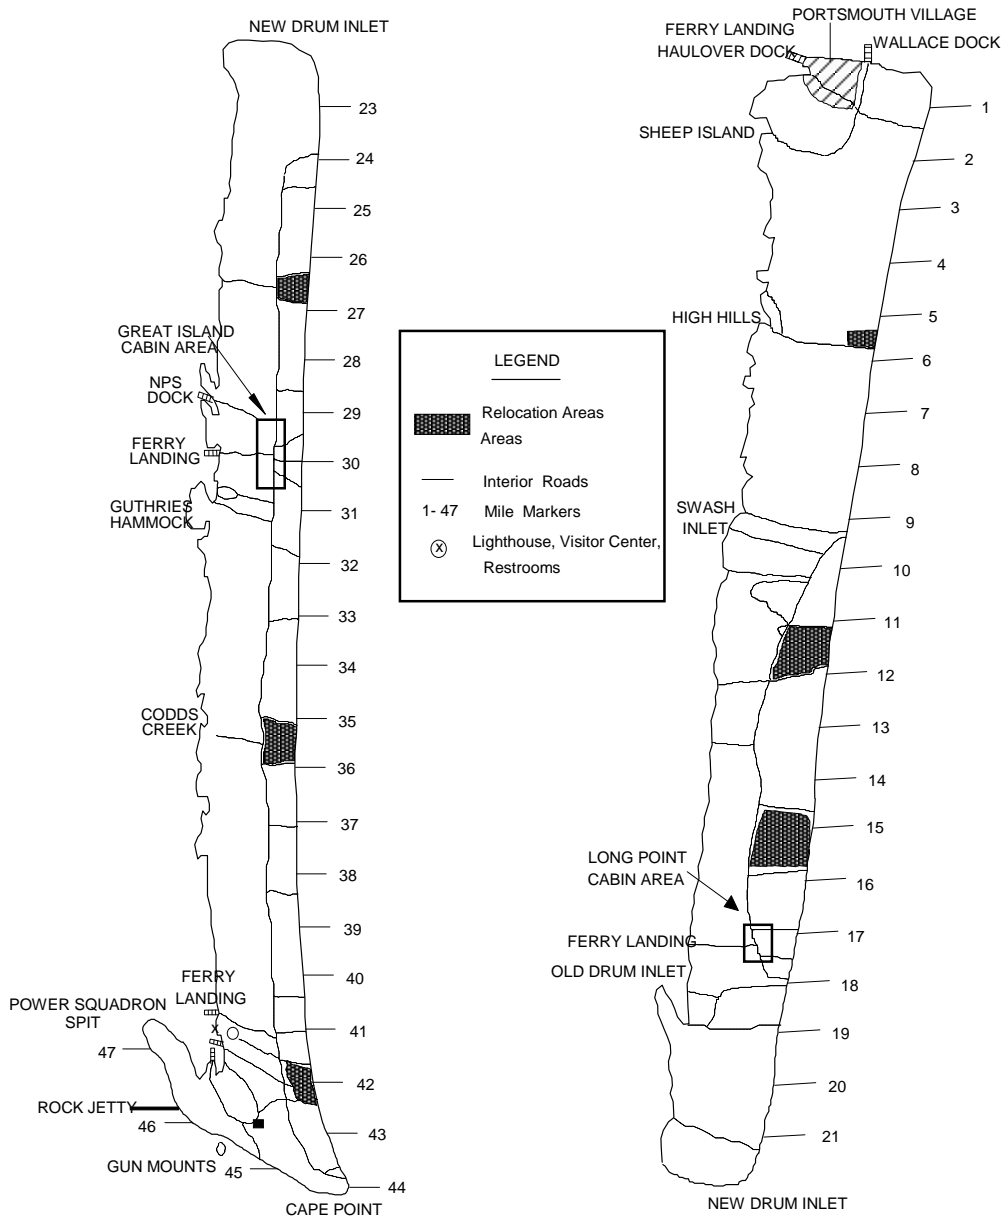 NEW DRUM INLET
23
24
25
26
27
GREAT ISLAND
CABIN AREA
28
NPS
DOCK
29
FERRY
LANDING
30
GUTHRIES
HAMMOCK
31
32
33
34
CODDS
CREEK
35
36
37
38
39
40
FERRY
LANDING
POWER SQUADRON
SPIT
X
41
47
42
ROCK JETTY
46
43
GUN MOUNTS
45
44
CAPE POINT
LEGEND
Relocation Areas
Areas
Interior Roads
1- 47 Mile Markers
X Lighthouse, Visitor Center,
Restrooms
PORTSMOUTH VILLAGE
FERRY LANDING
HAULOVER DOCK
WALLACE DOCK
1
SHEEP ISLAND
2
3
4
HIGH HILLS
5
6
7
8
SWASH
INLET
9
10
11
12
13
14
15
LONG POINT
CABIN AREA
16
17
FERRY LANDING
OLD DRUM INLET
18
19
20
21
NEW DRUM INLET